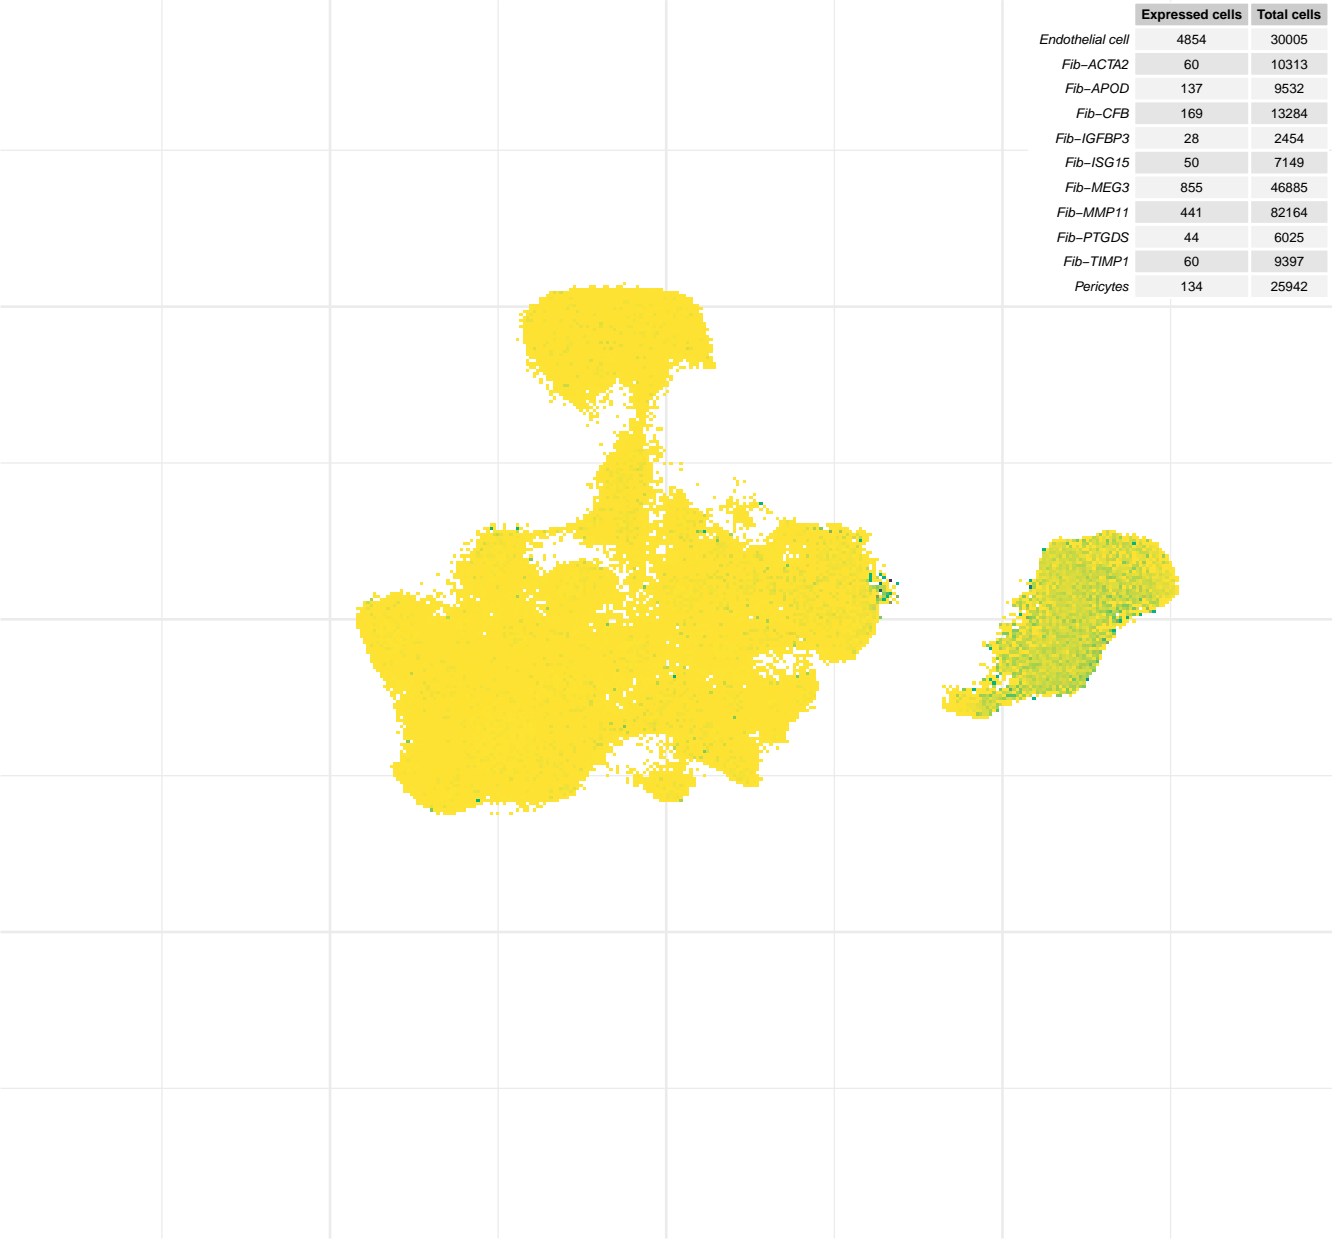 Expressed cells Total cells
Endothelial cell 4854 30005
Fib−ACTA2 60 10313
Fib−APOD 137 9532
Fib−CFB 169 13284
Fib−IGFBP3 28 2454
Fib−ISG15 50 7149
Fib−MEG3 855 46885
Fib−MMP11 441 82164
Fib−PTGDS 44 6025
Fib−TIMP1 60 9397
Pericytes 134 25942